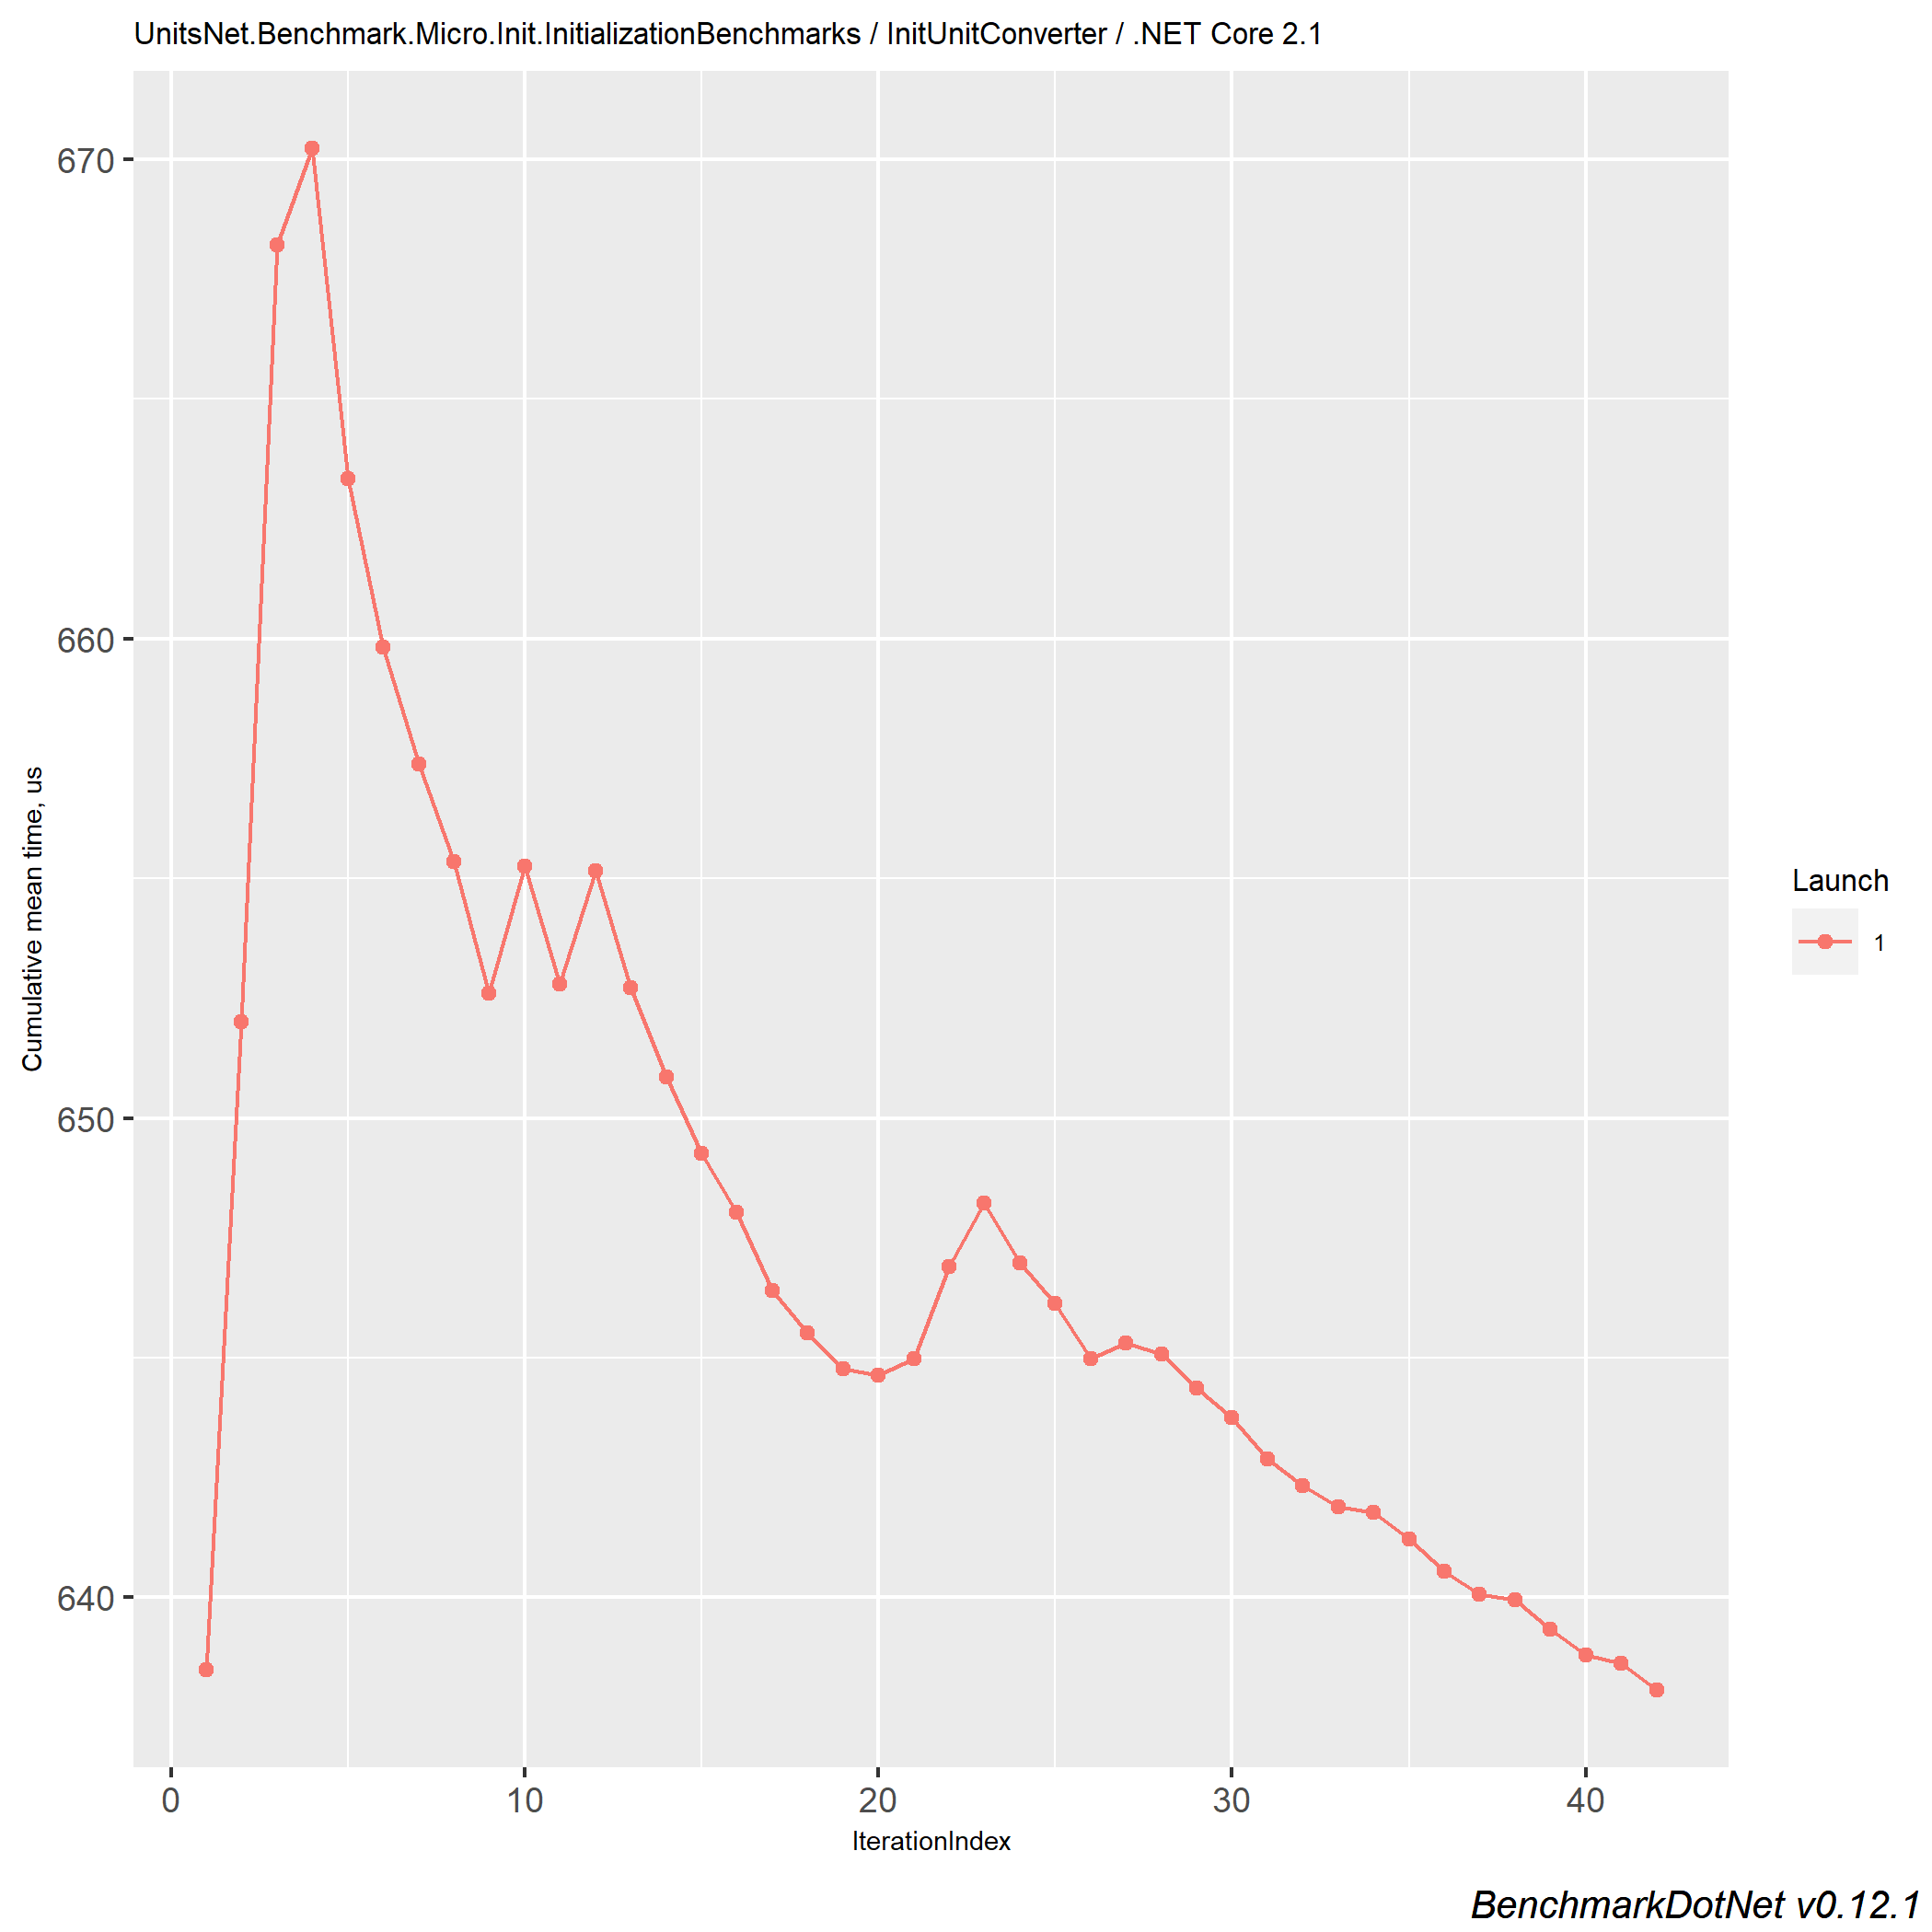 UnitsNet.Benchmark.Micro.Init.InitializationBenchmarks / InitUnitConverter / .NET Core 2.1
670
660
650
640
Cumulative mean time, us
0 10 20 30 40
IterationIndex
Launch
1
BenchmarkDotNet v0.12.1